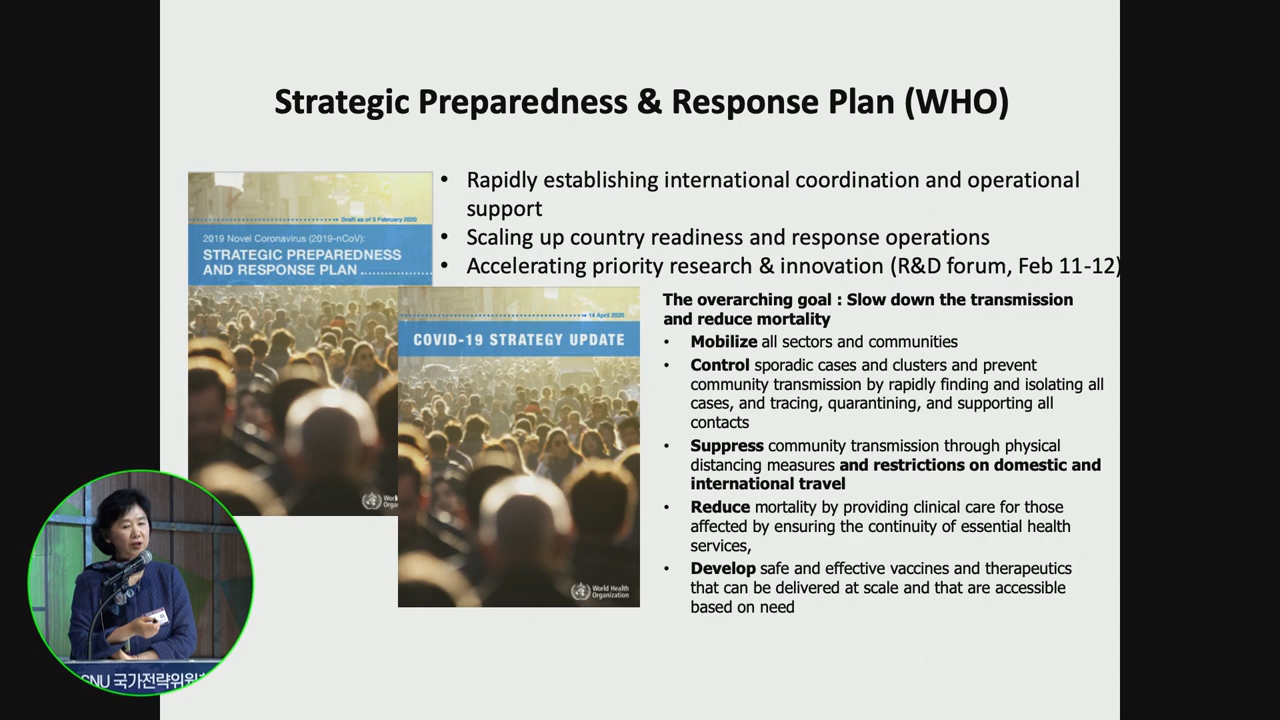 Strategic Preparedness & Response Plan (WHO)
• Rapidly establishing international coordination and operational
support
• Scaling up country readiness and response operations
• Accelerating priority research & innovation (R&D forum, Feb 11-12)
Draft as of 3 February 2020
2019 Novel Coronavirus (2019-nCoV):
STRATEGIC PREPAREDNESS
AND RESPONSE PLAN
14 April 2020
COVID-19 STRATEGY UPDATE
World Health
Organization
The overarching goal : Slow down the transmission
and reduce mortality
• Mobilize all sectors and communities
• Control sporadic cases and clusters and prevent
community transmission by rapidly finding and isolating all
cases, and tracing, quarantining, and supporting all
contacts
• Suppress community transmission through physical
distancing measures and restrictions on domestic and
international travel
• Reduce mortality by providing clinical care for those
affected by ensuring the continuity of essential health
services,
• Develop safe and effective vaccines and therapeutics
that can be delivered at scale and that are accessible
based on need
SNU 국가전략위원회